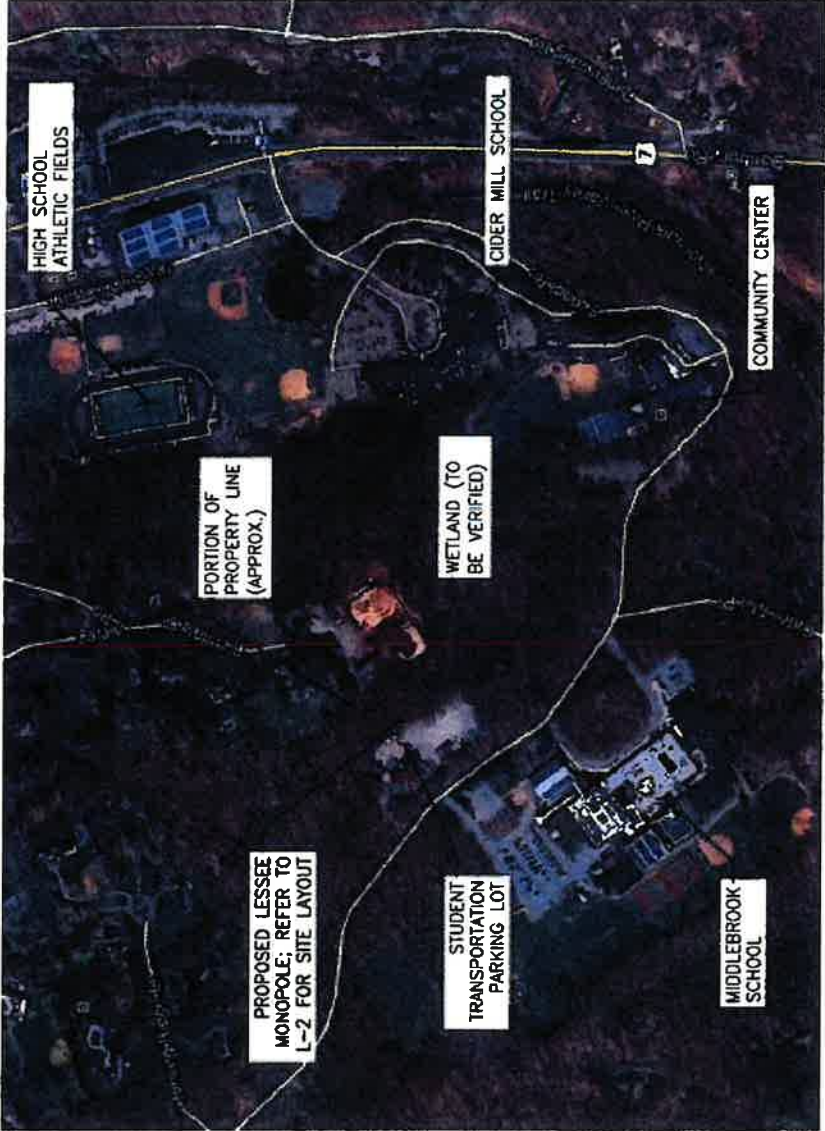 HIGH SCHOOL
ATHLETIC FIELDS
CIDER MILL SCHOOL
7
COMMUNITY CENTER
PORTION OF
PROPERTY LINE
(APPROX.)
WETLAND (TO
BE VERIFIED)
PROPOSED LESSEE
MONOPOLE; REFER TO
L-2 FOR SITE LAYOUT
STUDENT
TRANSPORTATION
PARKING LOT
MIDDLEBROOK
SCHOOL